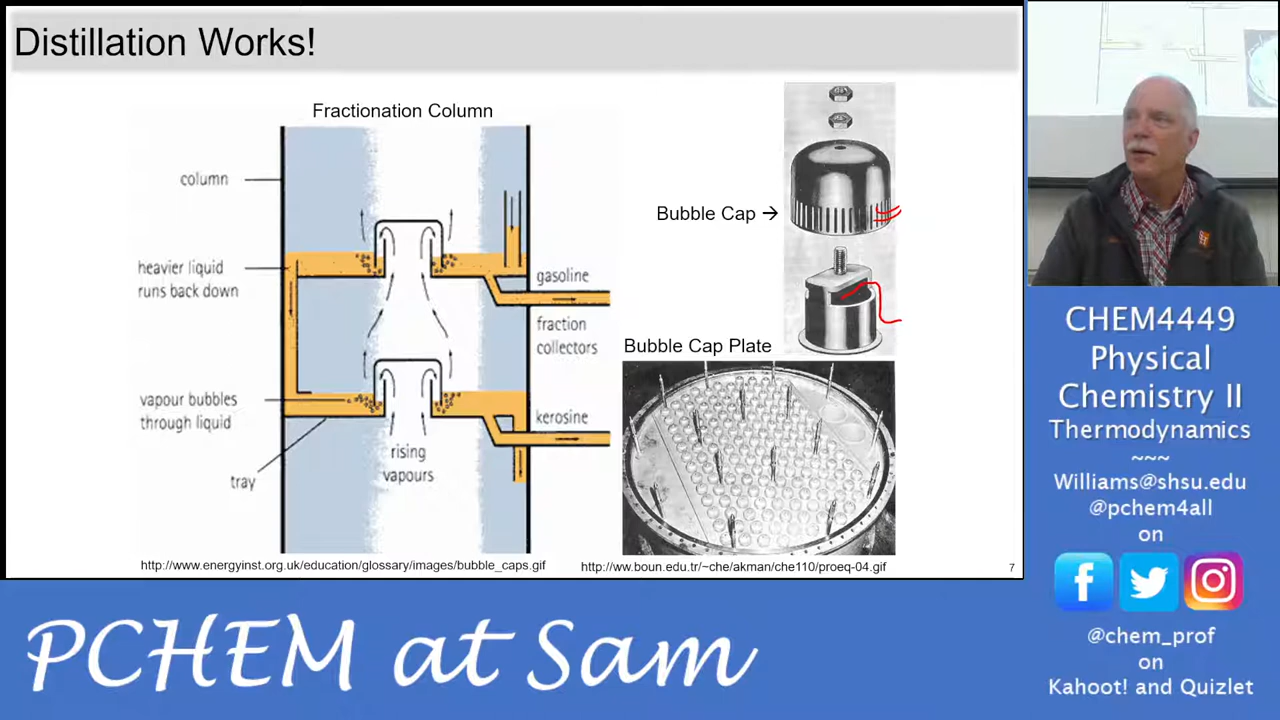 Distillation Works!
Fractionation Column
column
heavier liquid
runs back down
gasoline
fraction
collectors
vapour bubbles
through liquid
kerosine
rising
vapours
tray
http://www.energyinst.org.uk/education/glossary/images/bubble_caps.gif
Bubble Cap →
Bubble Cap Plate
http://ww.boun.edu.tr/~che/akman/che110/proeq-04.gif
7
CHEM4449
Physical
Chemistry II
Thermodynamics
~~~
Williams@shsu.edu
@pchem4all
on
@chem_prof
on
Kahoot! and Quizlet
PCHEM at Sam